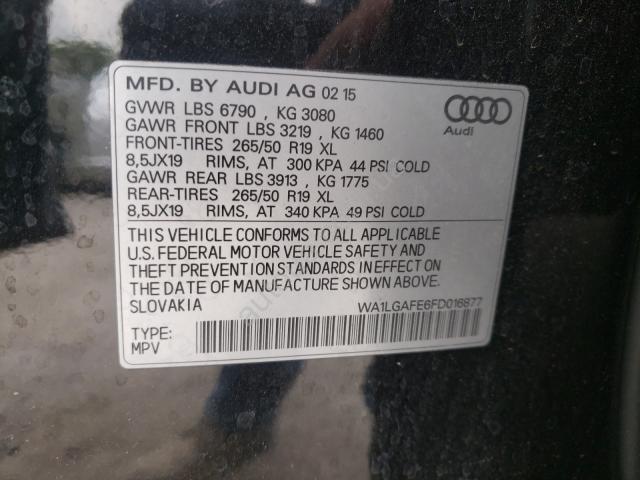 MFD. BY AUDI AG 02 15
GVWR LBS 6790 , KG 3080
GAWR FRONT LBS 3219 , KG 1460
FRONT-TIRES 265/50 R19 XL
8,5JX19 RIMS, AT 300 KPA 44 PSI COLD
GAWR REAR LBS 3913 , KG 1775
REAR-TIRES 265/50 R19 XL
8,5JX19 RIMS, AT 340 KPA 49 PSI COLD
Audi
THIS VEHICLE CONFORMS TO ALL APPLICABLE
U.S. FEDERAL MOTOR VEHICLE SAFETY AND
THEFT PREVENTION STANDARDS IN EFFECT ON
THE DATE OF MANUFACTURE SHOWN ABOVE.
SLOVAKIA
WA1LGAFE6FD016877
TYPE:
MPV